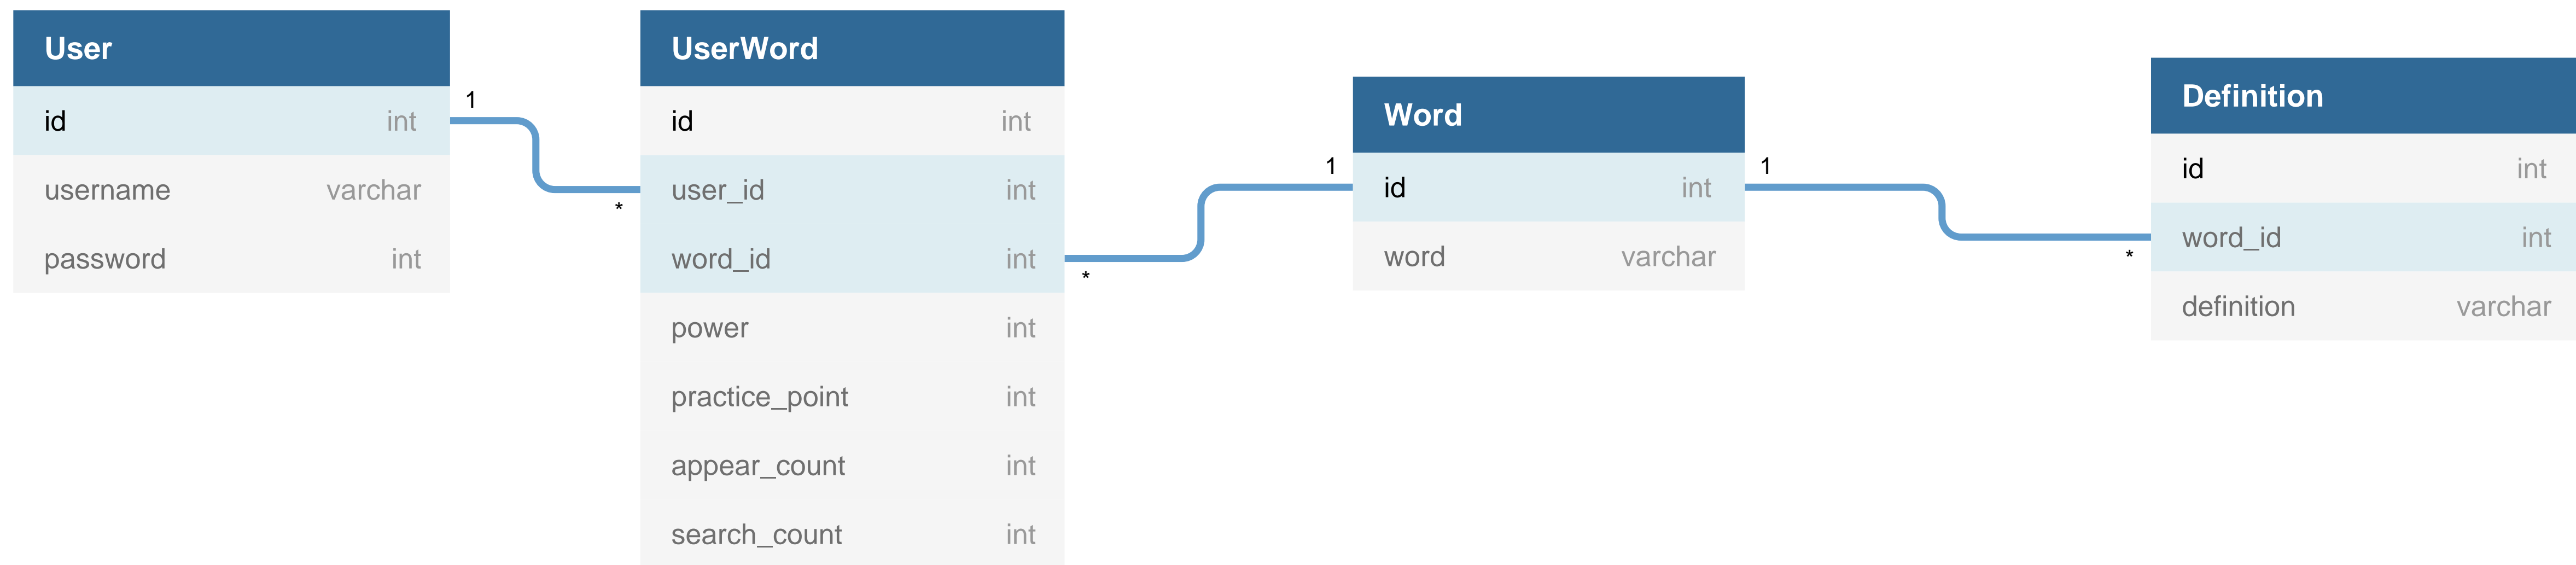 User
id int
username varchar
password int
1
*
UserWord
id int
user_id int
word_id int
power int
practice_point int
appear_count int
search_count int
*
1
Word
id int
word varchar
1
*
Definition
id int
word_id int
definition varchar